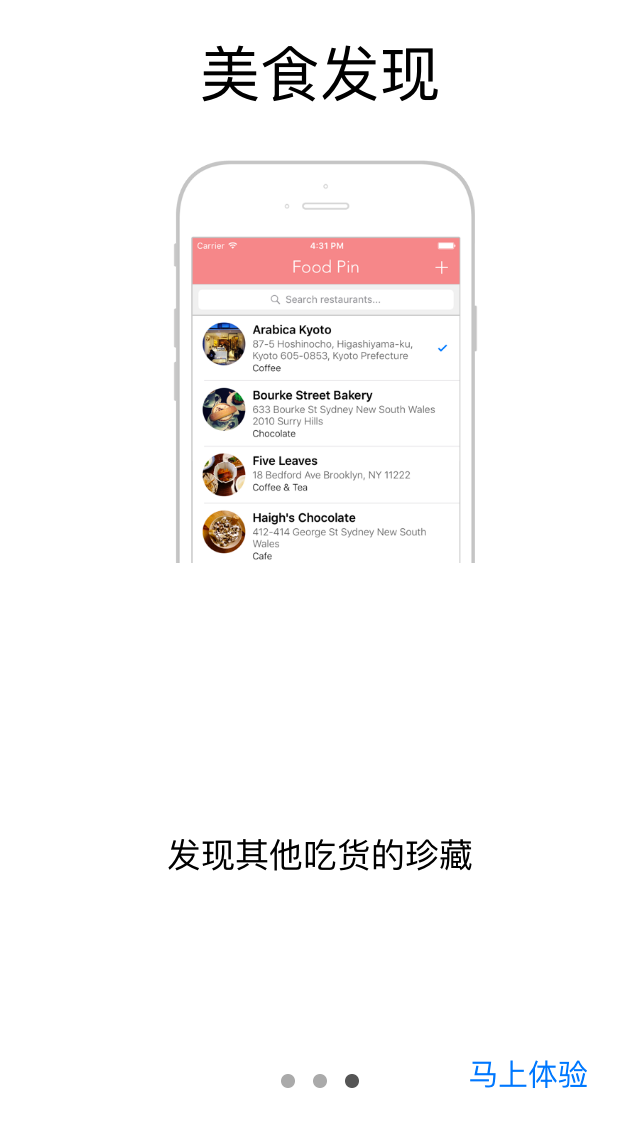 美食发现
Carrier 4:31 PM
Food Pin +
Search restaurants...
Arabica Kyoto
87-5 Hoshinocho, Higashiyama-ku,
Kyoto 605-0853, Kyoto Prefecture
Coffee
Bourke Street Bakery
633 Bourke St Sydney New South Wales
2010 Surry Hills
Chocolate
Five Leaves
18 Bedford Ave Brooklyn, NY 11222
Coffee & Tea
Haigh's Chocolate
412-414 George St Sydney New South
Wales
Cafe
发现其他吃货的珍藏
马上体验